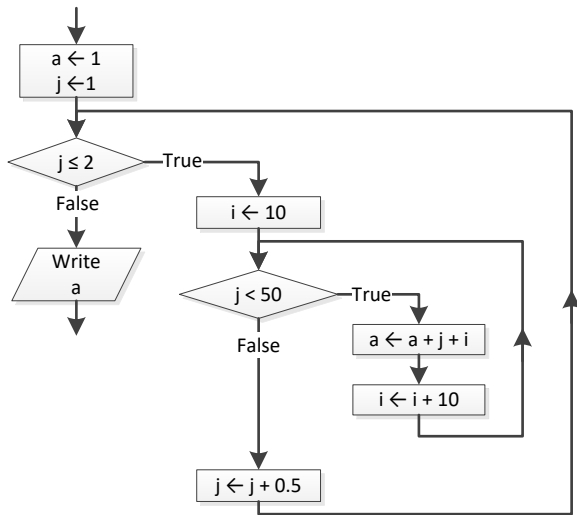 a ← 1
j ←1
j ≤ 2
True
False
i ← 10
Write
a
j < 50
True
False
a ← a + j + i
i ← i + 10
j ← j + 0.5